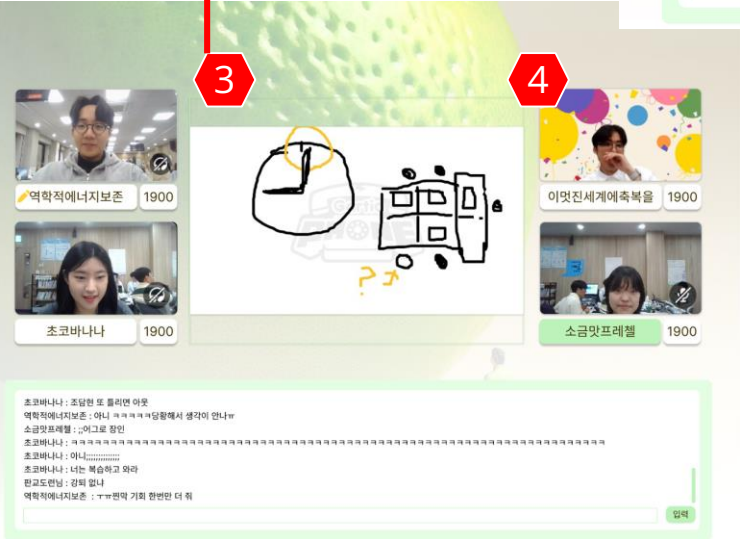 3
4
역학적에너지보존 1900
이멋진세계에축복을 1900
초코바나나 1900
소금맛프레첼 1900
?
초코바나나 : 조담현 또 틀리면 아웃
역학적에너지보존 : 아니 ㅋㅋㅋㅋㅋ당황해서 생각이 안나ㅠ
소금맛프레첼 : ;;어그로 장인
초코바나나 : 아니;;;;;;;;;;;;;;
초코바나나 : 너는 복습하고 와라
판교도련님 : 강퇴 없냐
역학적에너지보존 : ㅜㅠ찐막 기회 한번만 더 줘
입력